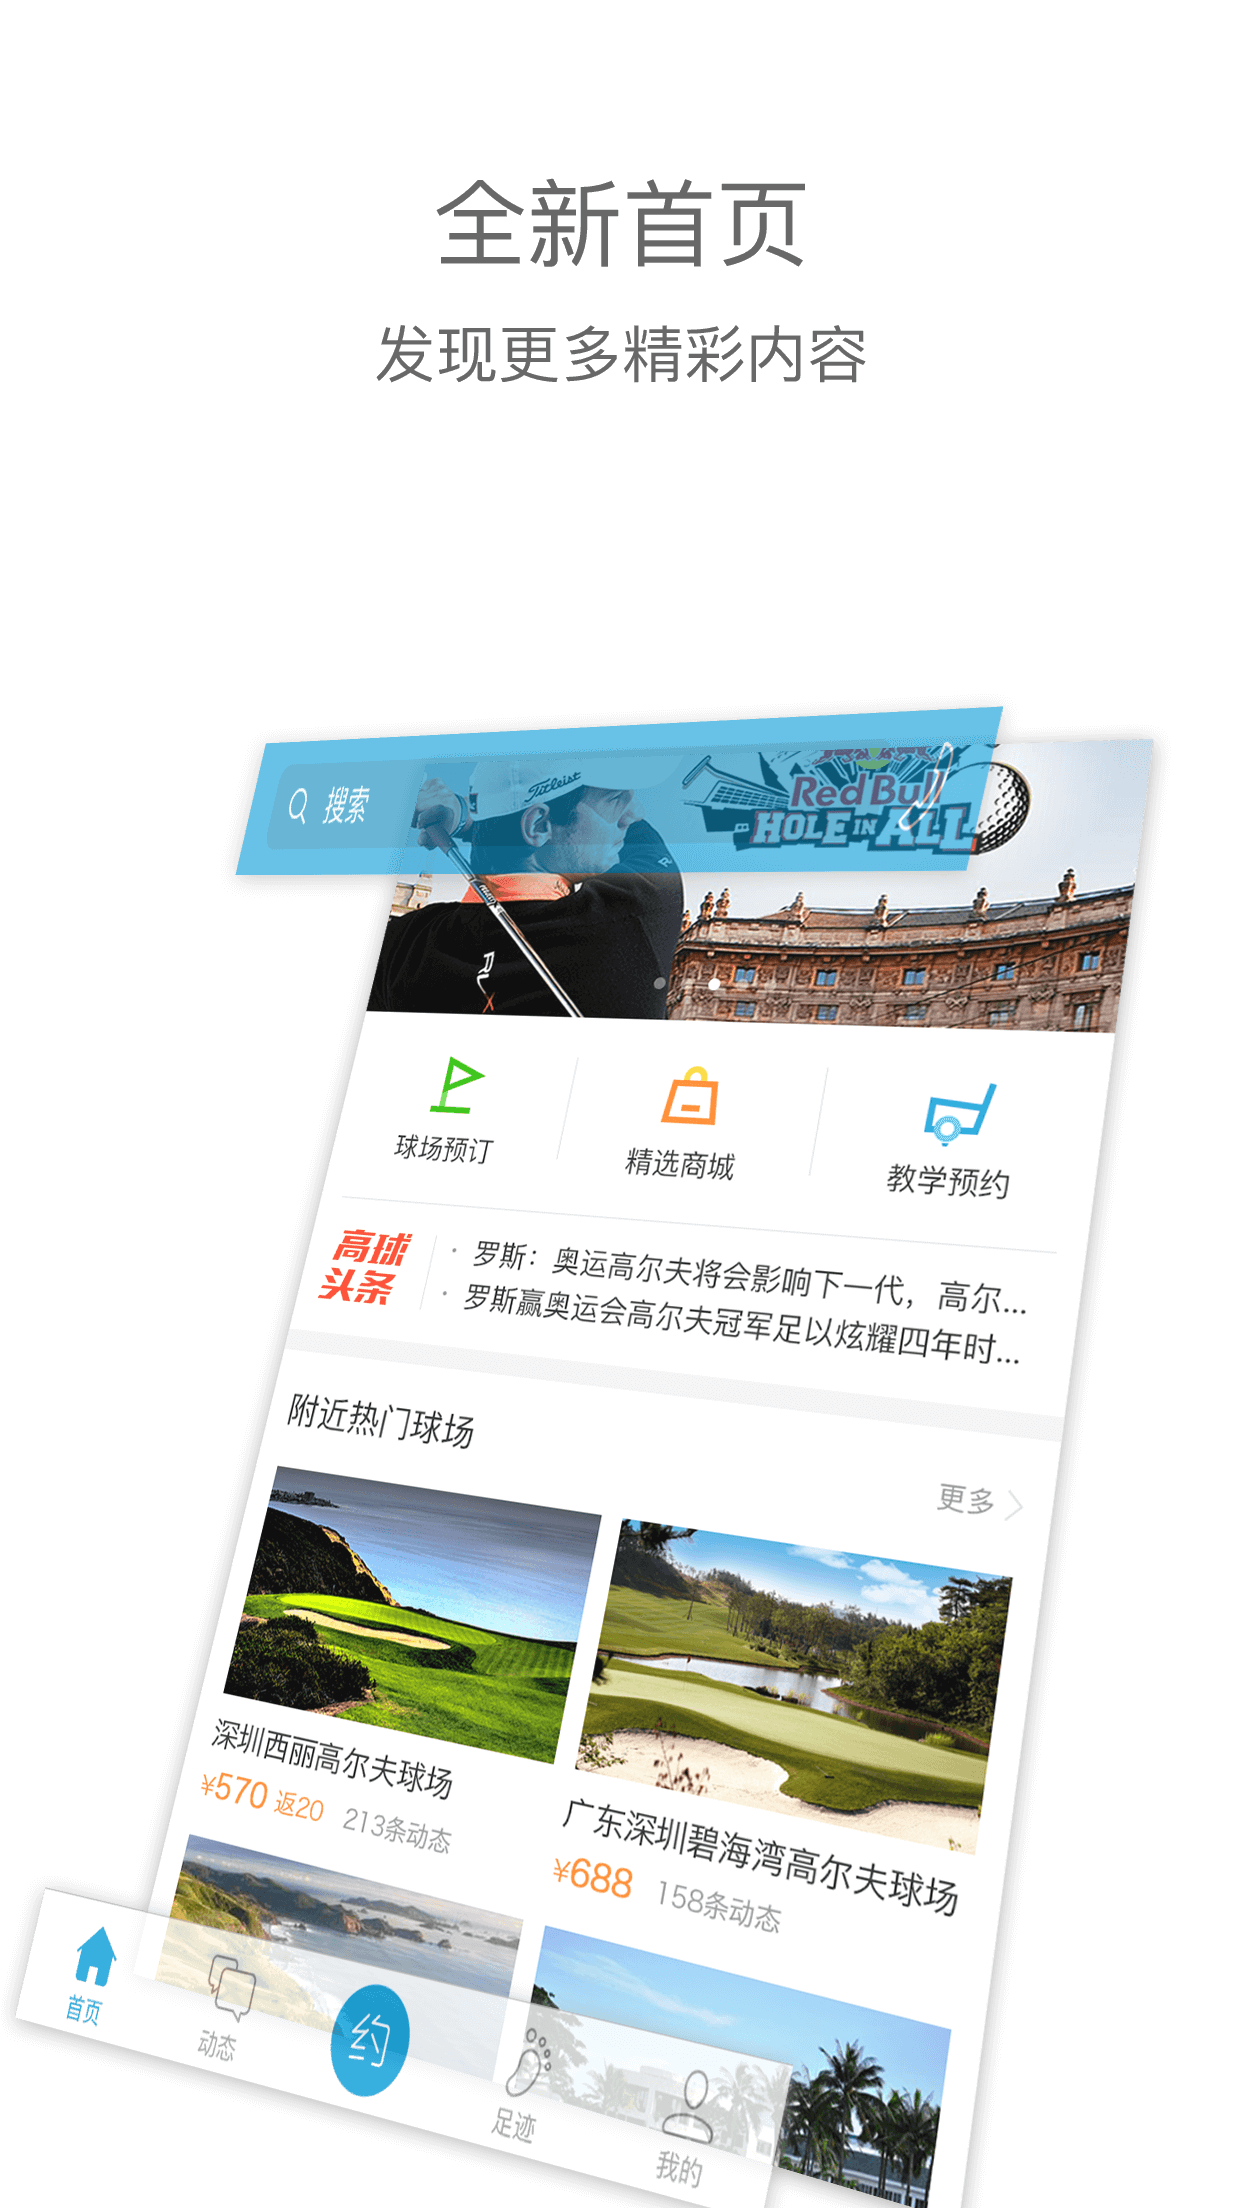 全新首页
发现更多精彩内容
搜索
Titleist
Red Bull
HOLE IN ALL
RLX
球场预订
精选商城
教学预约
高球
头条
· 罗斯：奥运高尔夫将会影响下一代，高尔...
· 罗斯赢奥运会高尔夫冠军足以炫耀四年时...
附近热门球场
更多
深圳西丽高尔夫球场
¥570 返20 213条动态
广东深圳碧海湾高尔夫球场
¥688 158条动态
首页
动态
约
足迹
我的